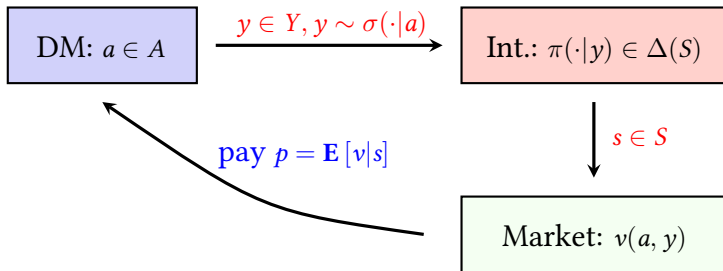 DM: a ∈ A
y ∈ Y, y ∼ σ(·|a)
Int.: π(·|y) ∈ Δ(S)
s ∈ S
pay p = E [v|s]
Market: v(a, y)